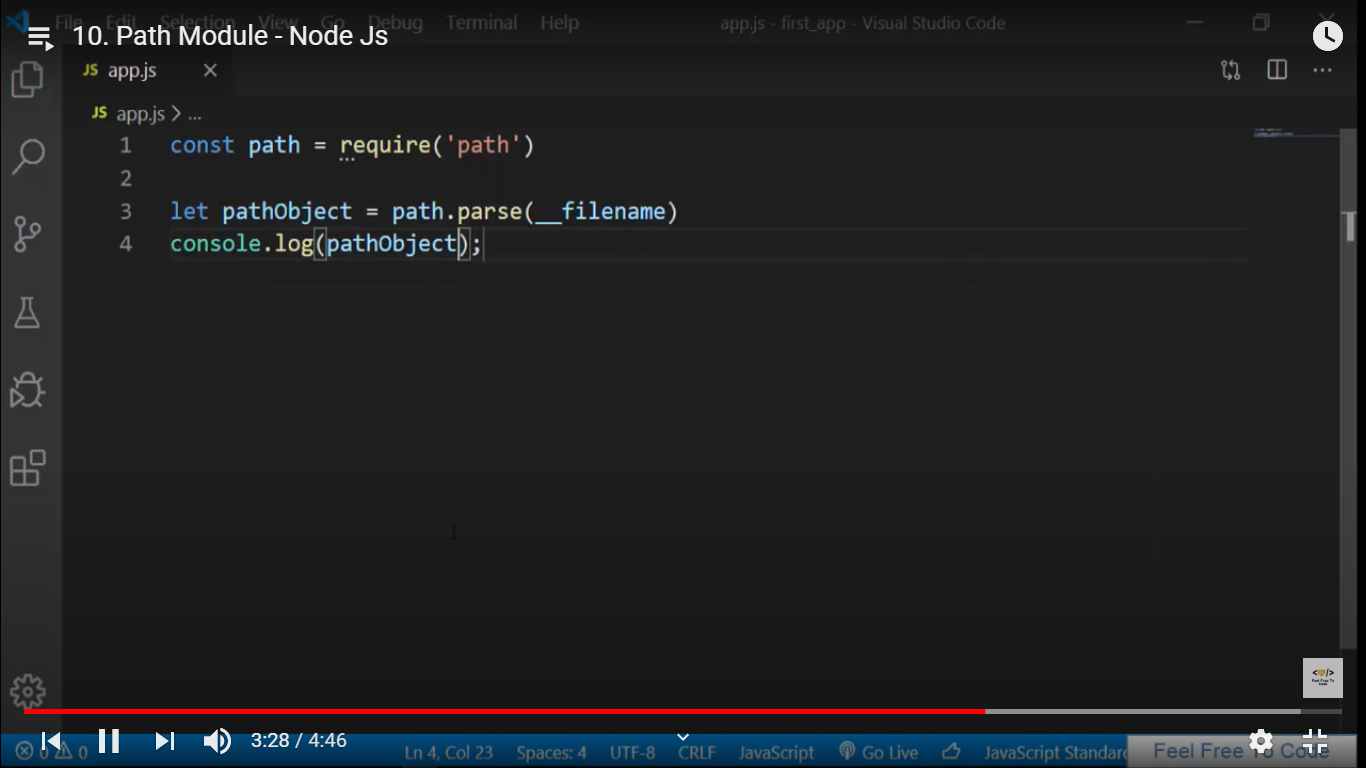 File Edit Selection View Go Debug Terminal Help
app.js - first_app - Visual Studio Code
10. Path Module - Node Js
JS app.js
JS app.js > ...
1 const path = require('path')
2
3 let pathObject = path.parse(__filename)
4 console.log(pathObject);
3:28 / 4:46
0 0
Ln 4, Col 23 Spaces: 4 UTF-8 CRLF JavaScript Go Live JavaScript Standard
Feel Free To Code